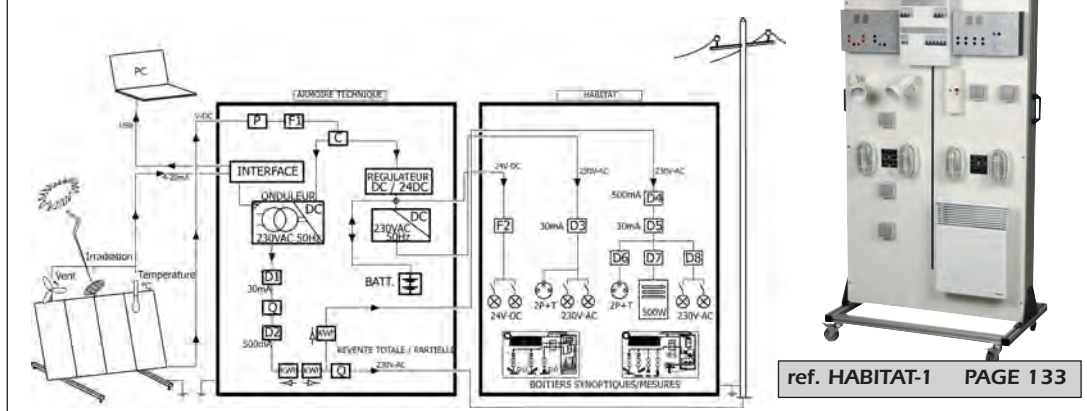 PC
ARMOIRE TECHNIQUE
HABITAT
USB
V-DC
P
F1
C
4-20mA
INTERFACE
REGULATEUR
DC / 24DC
ONDULEUR
DC
230VAC 50Hz
DC
230VAC
50Hz
24V-DC
230V-AC
230V-AC
500mA
D4
F2
30mA
D3
30mA
D5
Irradiation
Vent
Temperature
°C
D1
30mA
BATT.
D6
D7
D8
Q
2P+T
2P+T
500W
24V-DC
230V-AC
230V-AC
D2
500mA
KWh
REVENTE TOTALE / PARTIELLE
KWh
KWh
Q
230V-AC
BOITIERS SYNOPTIQUES/MESURES
ref. HABITAT-1 PAGE 133